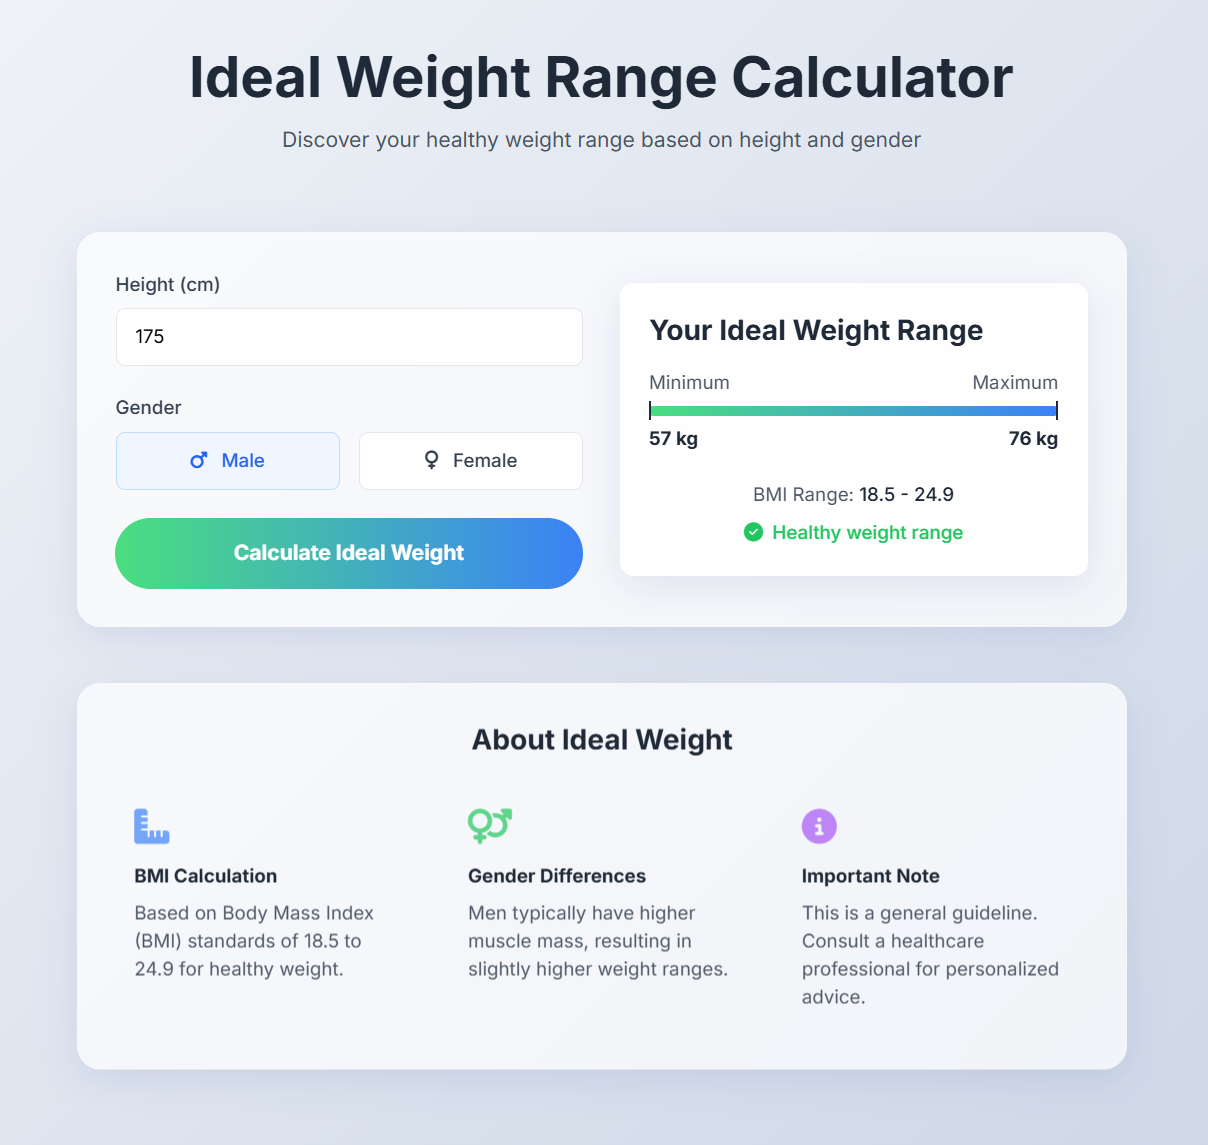 Ideal Weight Range Calculator
Discover your healthy weight range based on height and gender
Height (cm)
175
Gender
Male
Female
Calculate Ideal Weight
Your Ideal Weight Range
Minimum Maximum
57 kg 76 kg
BMI Range: 18.5 - 24.9
Healthy weight range
About Ideal Weight
BMI Calculation
Based on Body Mass Index
(BMI) standards of 18.5 to
24.9 for healthy weight.
Gender Differences
Men typically have higher
muscle mass, resulting in
slightly higher weight ranges.
Important Note
This is a general guideline.
Consult a healthcare
professional for personalized
advice.